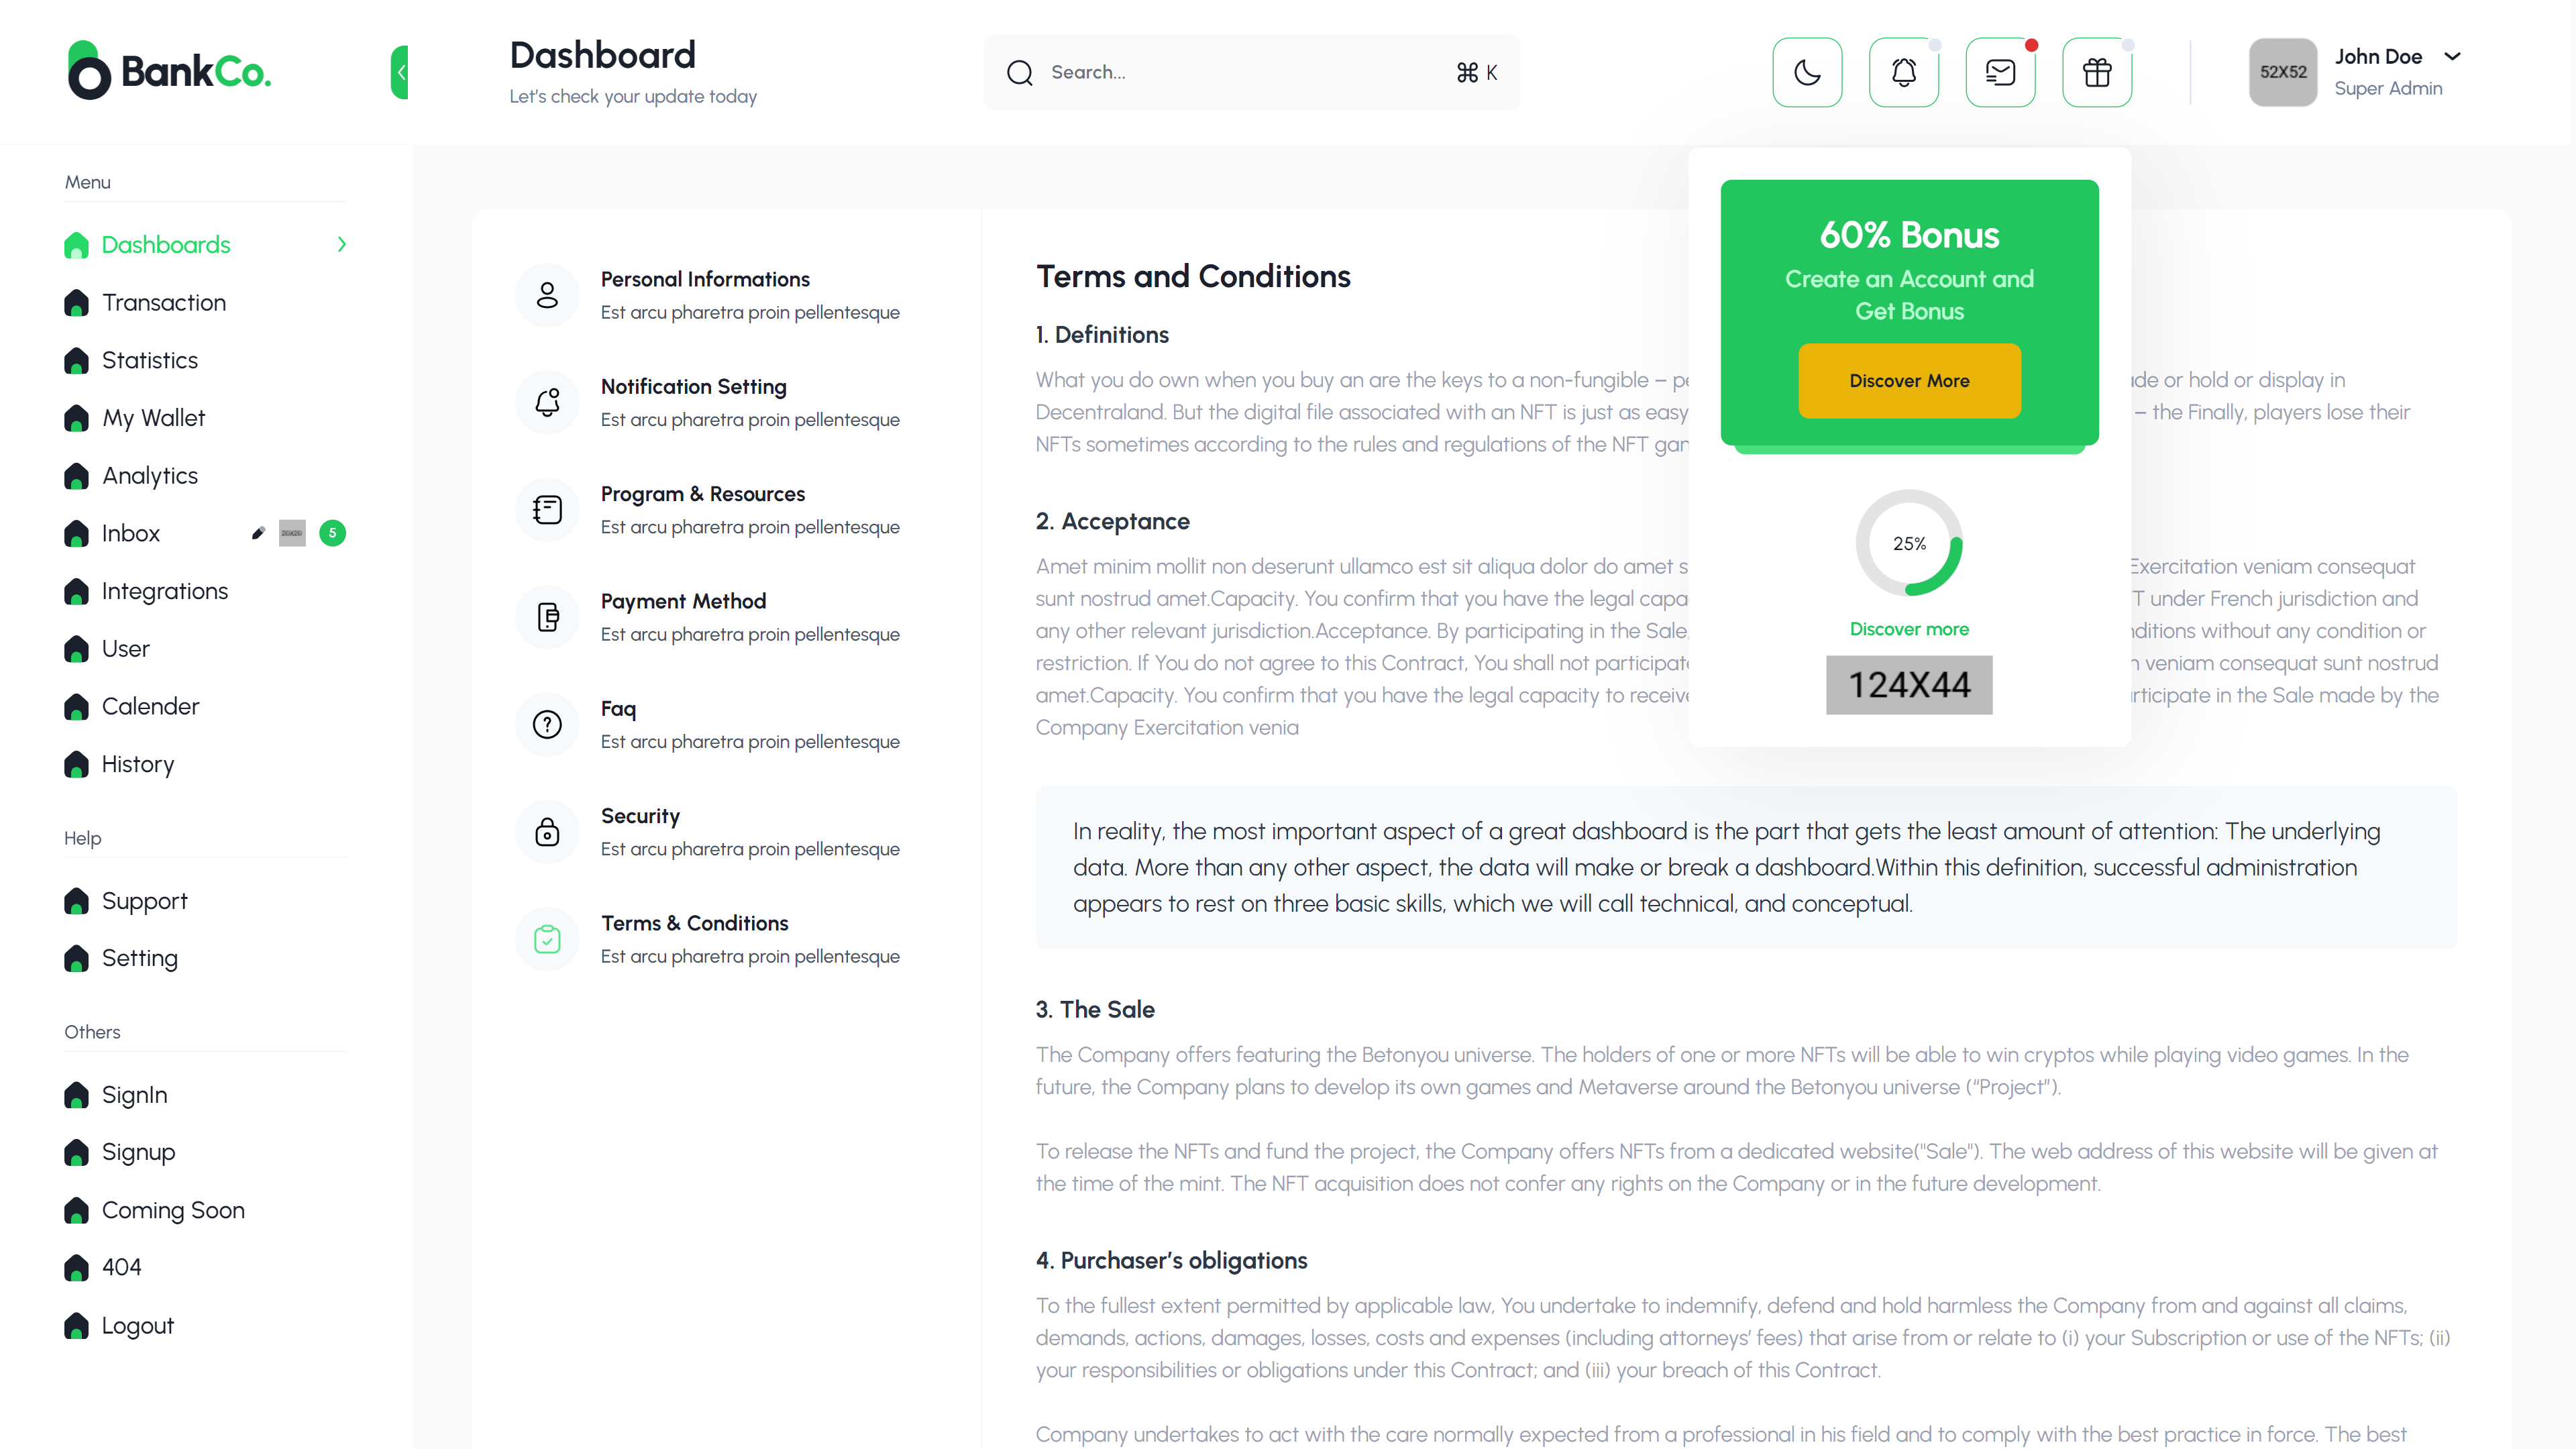 BankCo.
Dashboard
Let's check your update today
Search...
⌘ K
52X52
John Doe
Super Admin
Menu
Dashboards
Transaction
Statistics
My Wallet
Analytics
Inbox
5
Integrations
User
Calender
History
Help
Support
Setting
Others
SignIn
Signup
Coming Soon
404
Logout
Personal Informations
Est arcu pharetra proin pellentesque
Notification Setting
Est arcu pharetra proin pellentesque
Program & Resources
Est arcu pharetra proin pellentesque
Payment Method
Est arcu pharetra proin pellentesque
Faq
Est arcu pharetra proin pellentesque
Security
Est arcu pharetra proin pellentesque
Terms & Conditions
Est arcu pharetra proin pellentesque
Terms and Conditions
1. Definitions
What you do own when you buy an are the keys to a non-fungible – or hold or display in
Decentraland. But the digital file associated with an NFT is just as easy – the Finally, players lose their
NFTs sometimes according to the rules and regulations of the NFT
2. Acceptance
Amet minim mollit non deserunt ullamco est sit aliqua dolor do amet Exercitation veniam consequat
sunt nostrud amet.Capacity. You confirm that you have the legal under French jurisdiction and
any other relevant jurisdiction.Acceptance. By participating in the Sale, without any condition or
restriction. If You do not agree to this Contract, You shall not veniam consequat sunt nostrud
amet.Capacity. You confirm that you have the legal capacity to receive in the Sale made by the
Company Exercitation venia
60% Bonus
Create an Account and
Get Bonus
Discover More
25%
Discover more
124X44
In reality, the most important aspect of a great dashboard is the part that gets the least amount of attention: The underlying
data. More than any other aspect, the data will make or break a dashboard.Within this definition, successful administration
appears to rest on three basic skills, which we will call technical, and conceptual.
3. The Sale
The Company offers featuring the Betonyou universe. The holders of one or more NFTs will be able to win cryptos while playing video games. In the
future, the Company plans to develop its own games and Metaverse around the Betonyou universe (“Project”).
To release the NFTs and fund the project, the Company offers NFTs from a dedicated website("Sale"). The web address of this website will be given at
the time of the mint. The NFT acquisition does not confer any rights on the Company or in the future development.
4. Purchaser’s obligations
To the fullest extent permitted by applicable law, You undertake to indemnify, defend and hold harmless the Company from and against all claims,
demands, actions, damages, losses, costs and expenses (including attorneys’ fees) that arise from or relate to (i) your Subscription or use of the NFTs; (ii)
your responsibilities or obligations under this Contract; and (iii) your breach of this Contract.
Company undertakes to act with the care normally expected from a professional in his field and to comply with the best practice in force. The best